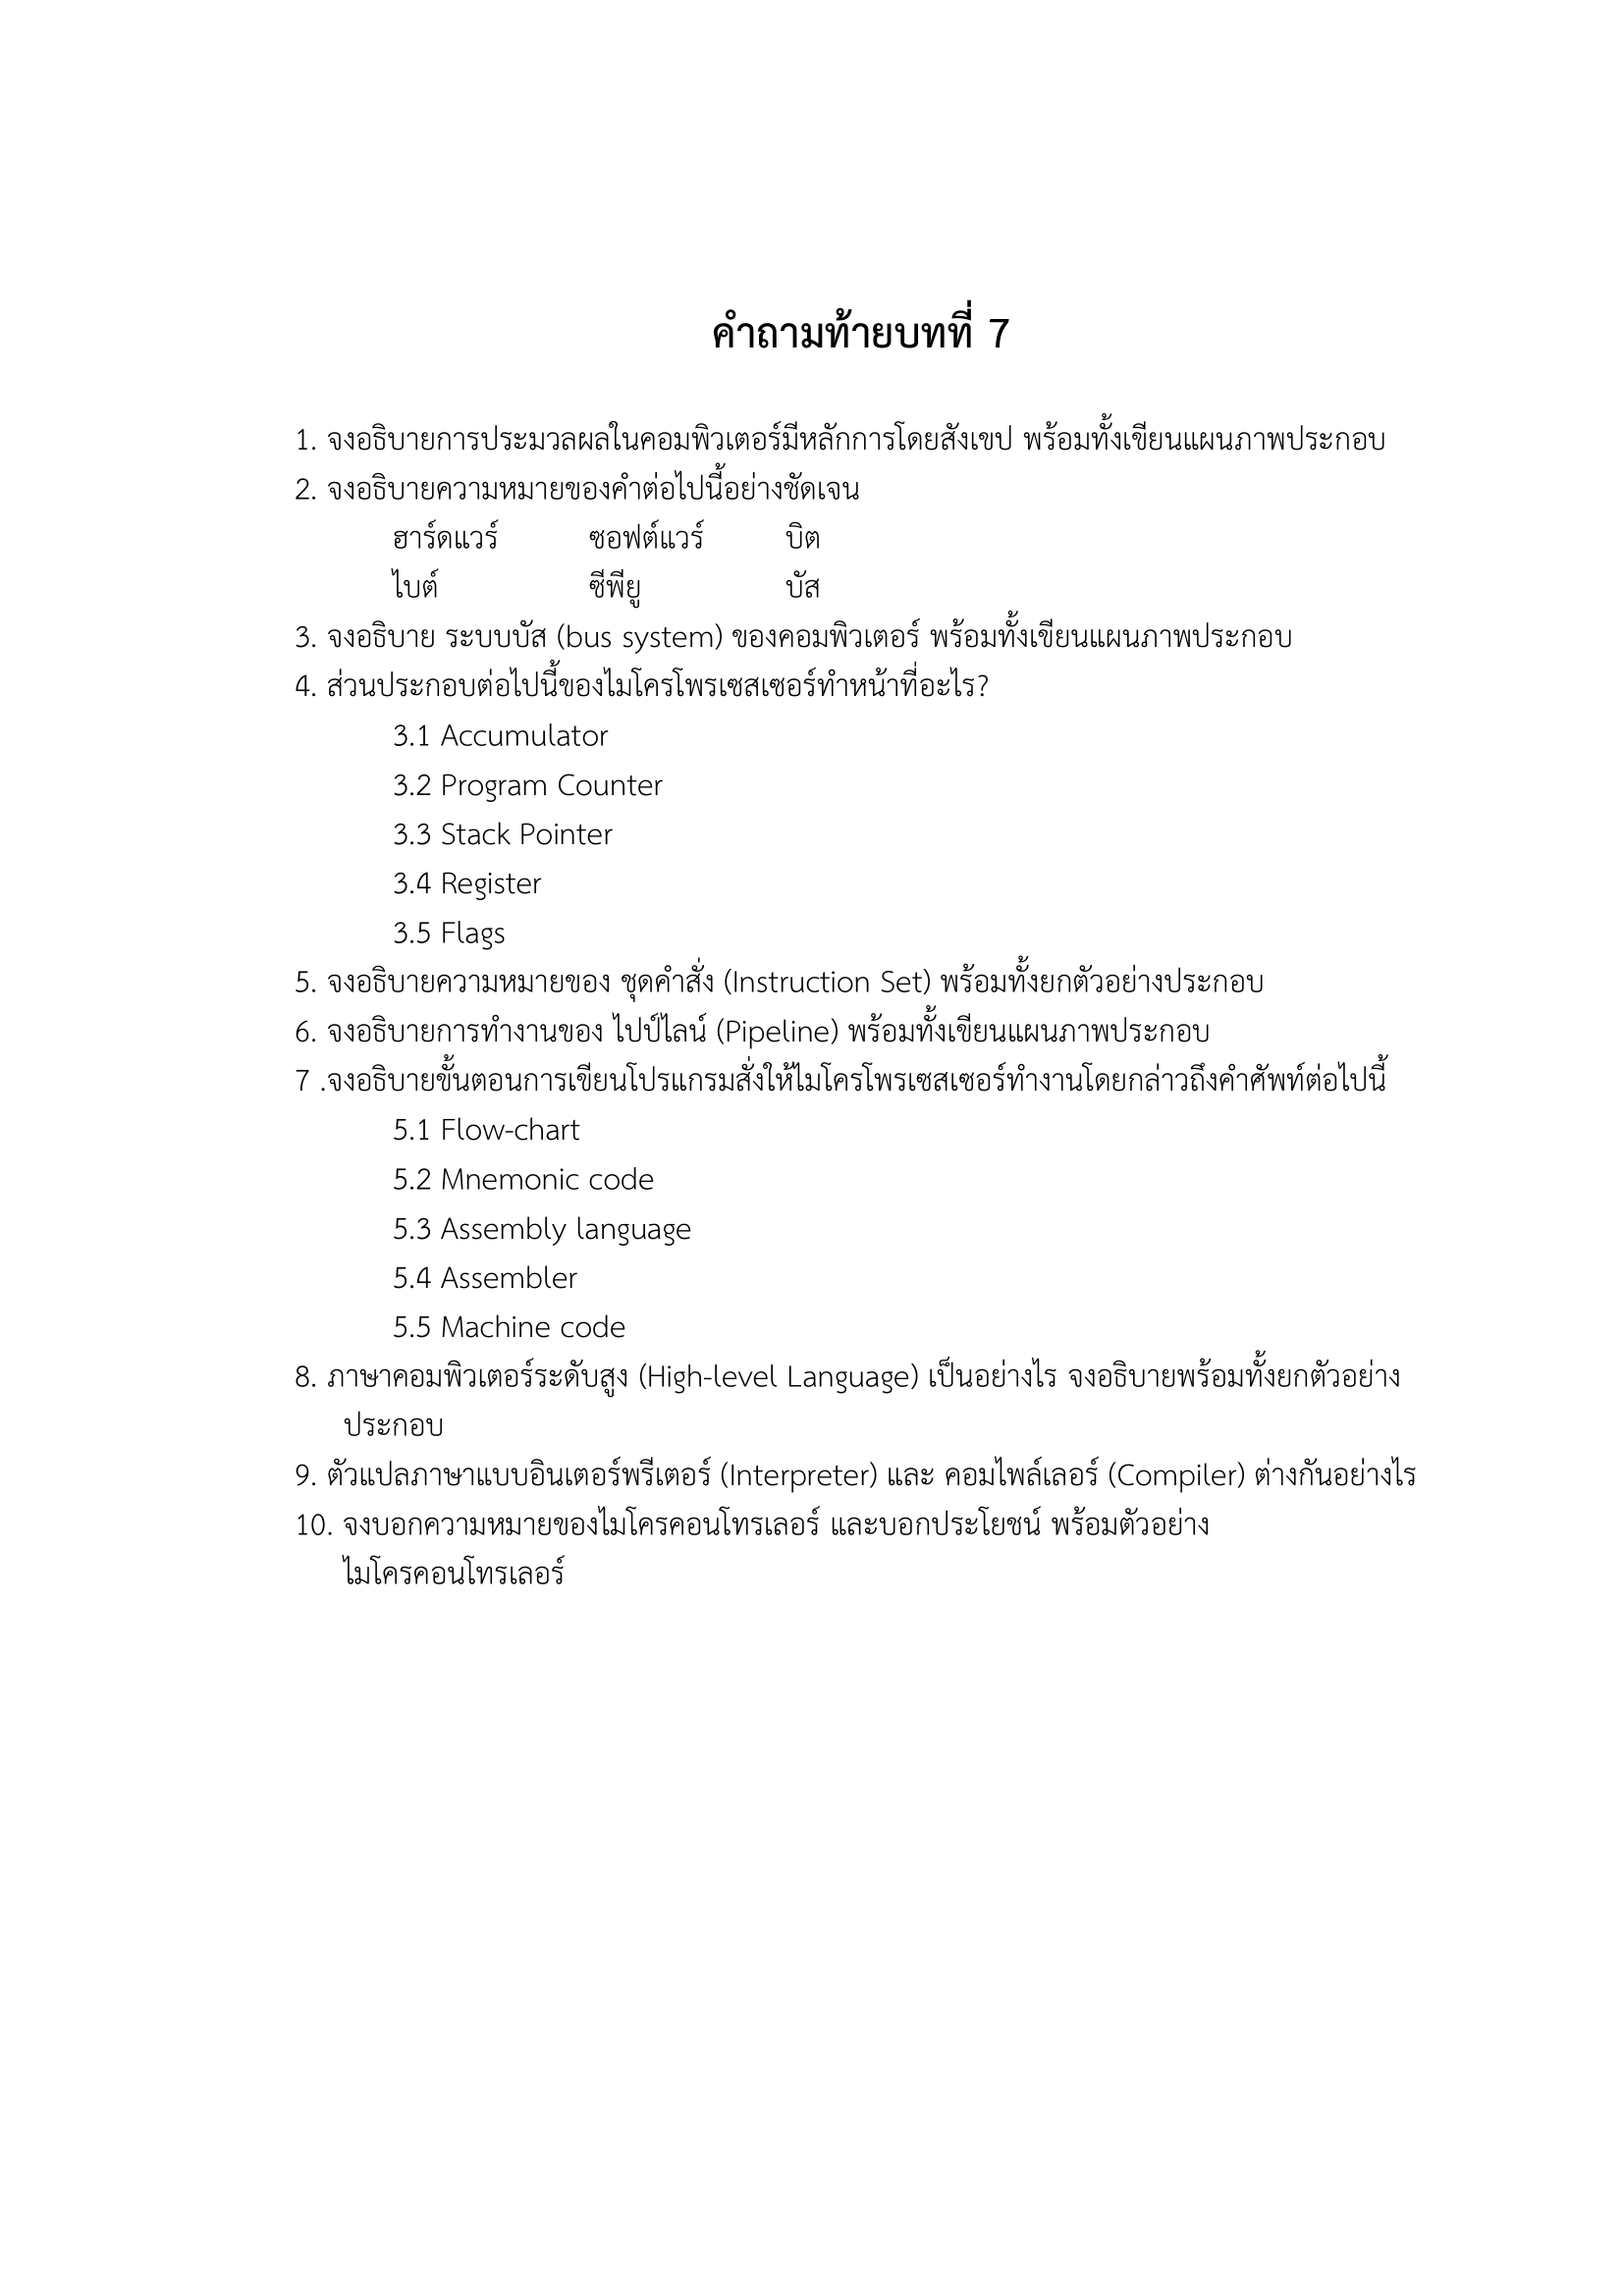 คำถามท้ายบทที่ 7
1. จงอธิบายการประมวลผลในคอมพิวเตอร์มีหลักการโดยสังเขป พร้อมทั้งเขียนแผนภาพประกอบ
2. จงอธิบายความหมายของคำต่อไปนี้อย่างชัดเจน
ฮาร์ดแวร์ ซอฟต์แวร์ บิต
ไบต์ ซีพียู บัส
3. จงอธิบาย ระบบบัส (bus system) ของคอมพิวเตอร์ พร้อมทั้งเขียนแผนภาพประกอบ
4. ส่วนประกอบต่อไปนี้ของไมโครโพรเซสเซอร์ทำหน้าที่อะไร?
3.1 Accumulator
3.2 Program Counter
3.3 Stack Pointer
3.4 Register
3.5 Flags
5. จงอธิบายความหมายของ ชุดคำสั่ง (Instruction Set) พร้อมทั้งยกตัวอย่างประกอบ
6. จงอธิบายการทำงานของ ไปป์ไลน์ (Pipeline) พร้อมทั้งเขียนแผนภาพประกอบ
7 .จงอธิบายขั้นตอนการเขียนโปรแกรมสั่งให้ไมโครโพรเซสเซอร์ทำงานโดยกล่าวถึงคำศัพท์ต่อไปนี้
5.1 Flow-chart
5.2 Mnemonic code
5.3 Assembly language
5.4 Assembler
5.5 Machine code
8. ภาษาคอมพิวเตอร์ระดับสูง (High-level Language) เป็นอย่างไร จงอธิบายพร้อมทั้งยกตัวอย่าง
ประกอบ
9. ตัวแปลภาษาแบบอินเตอร์พรีเตอร์ (Interpreter) และ คอมไพล์เลอร์ (Compiler) ต่างกันอย่างไร
10. จงบอกความหมายของไมโครคอนโทรเลอร์ และบอกประโยชน์ พร้อมตัวอย่าง
ไมโครคอนโทรเลอร์